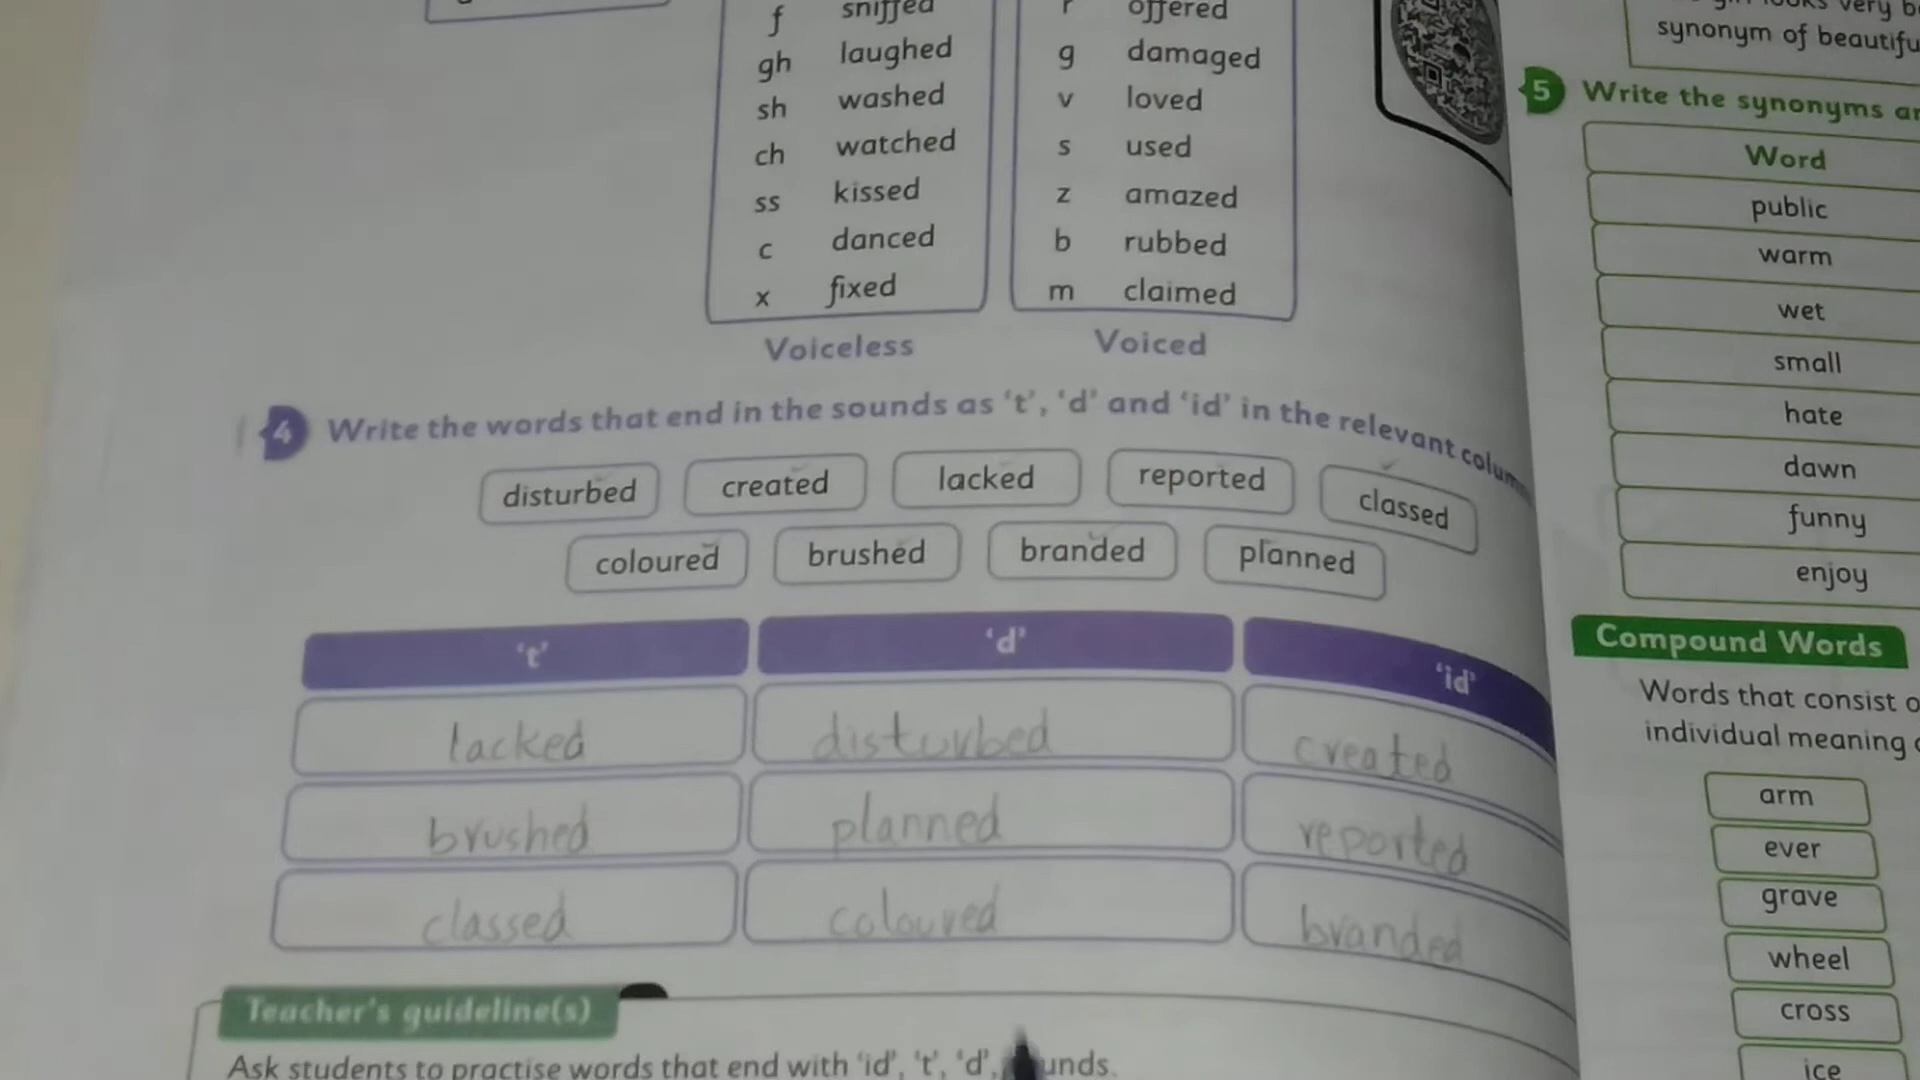 f sniffed
gh laughed
sh washed
ch watched
ss kissed
c danced
x fixed
Voiceless
r offered
g damaged
v loved
s used
z amazed
b rubbed
m claimed
Voiced
4 Write the words that end in the sounds as ‘t’, ‘d’ and ‘id’ in the relevant
disturbed created lacked reported classed
coloured brushed branded planned
‘t’ ‘d’ ‘id’
lacked disturbed created
brushed planned reported
classed coloured branded
Teacher's guideline(s)
Ask students to practise words that end with ‘id’, ‘t’, ‘d’,
very
synonym of
5 Write the synonyms
Word
public
warm
wet
small
hate
dawn
funny
enjoy
Compound Words
Words that consist
individual meaning
arm
ever
grave
wheel
cross
ice